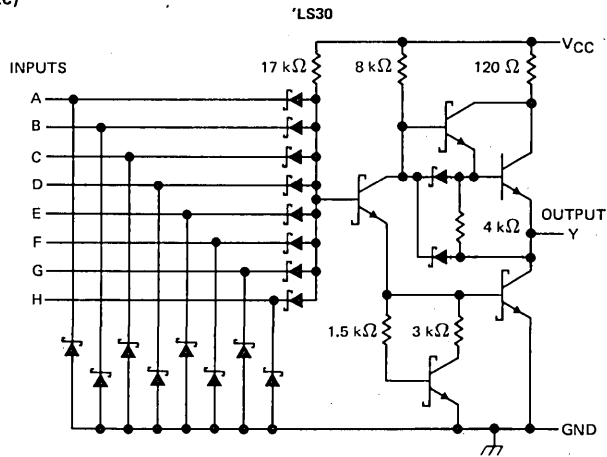 'LS30
VCC
INPUTS
17 kΩ
8 kΩ
120 Ω
A
B
C
D
E
F
G
H
4 kΩ
OUTPUT
Y
1.5 kΩ
3 kΩ
GND